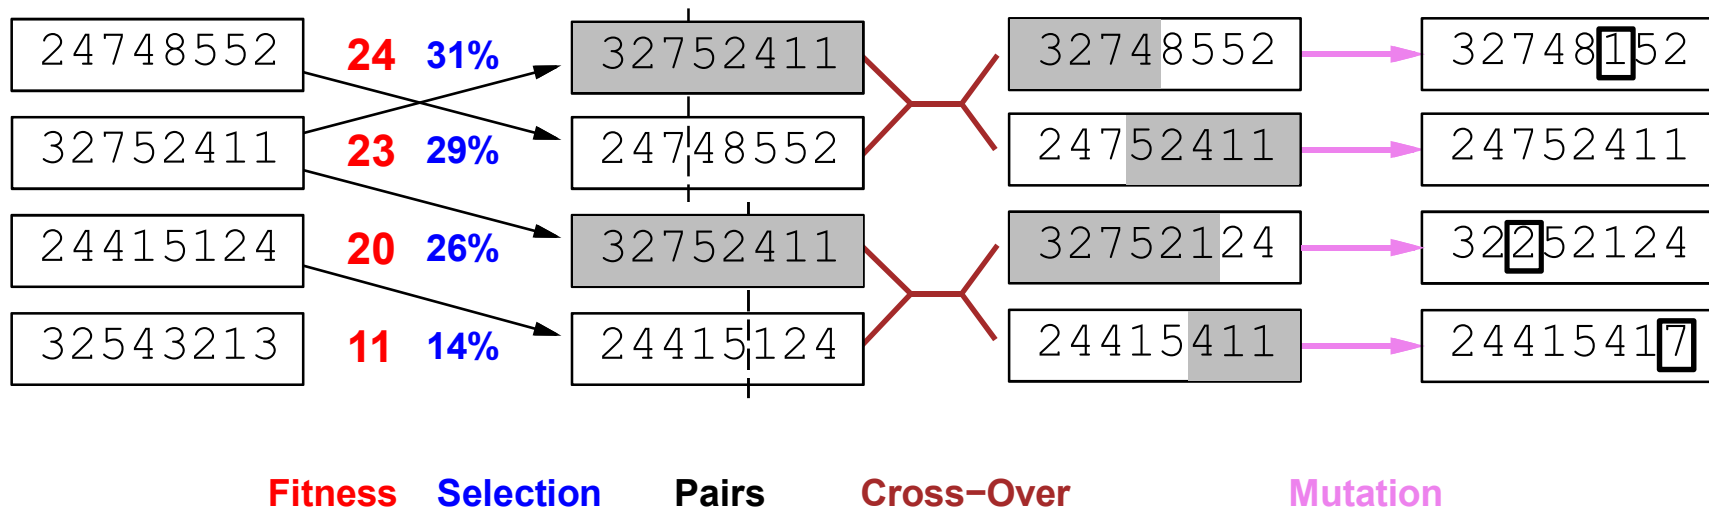 24748552 24 31% 32752411 32748552 32748152
32752411 23 29% 24748552 24752411 24752411
24415124 20 26% 32752411 32752124 32252124
32543213 11 14% 24415124 24415411 24415417
Fitness Selection Pairs Cross−Over Mutation